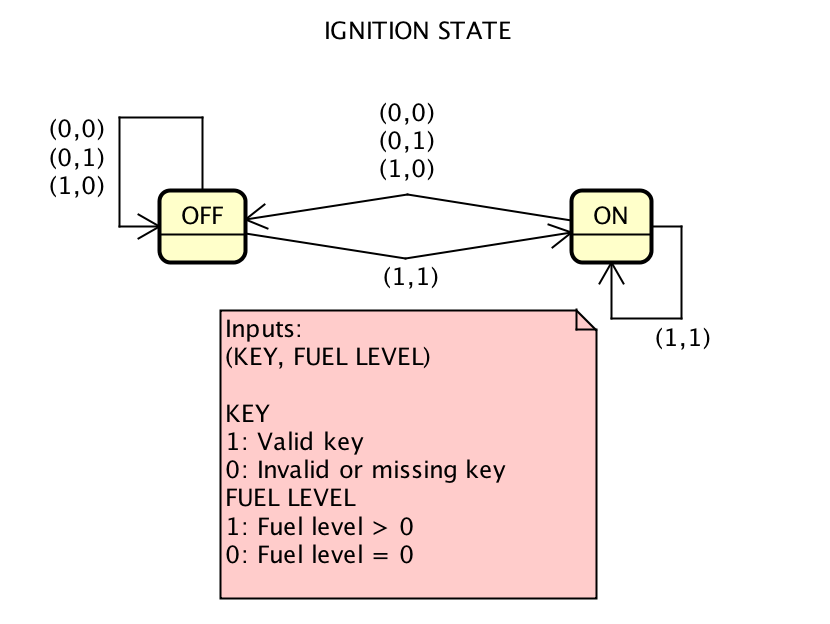 IGNITION STATE
(0,0)
(0,1)
(1,0)
(0,0)
(0,1)
(1,0)
OFF
ON
(1,1)
(1,1)
Inputs:
(KEY, FUEL LEVEL)
KEY
1: Valid key
0: Invalid or missing key
FUEL LEVEL
1: Fuel level > 0
0: Fuel level = 0